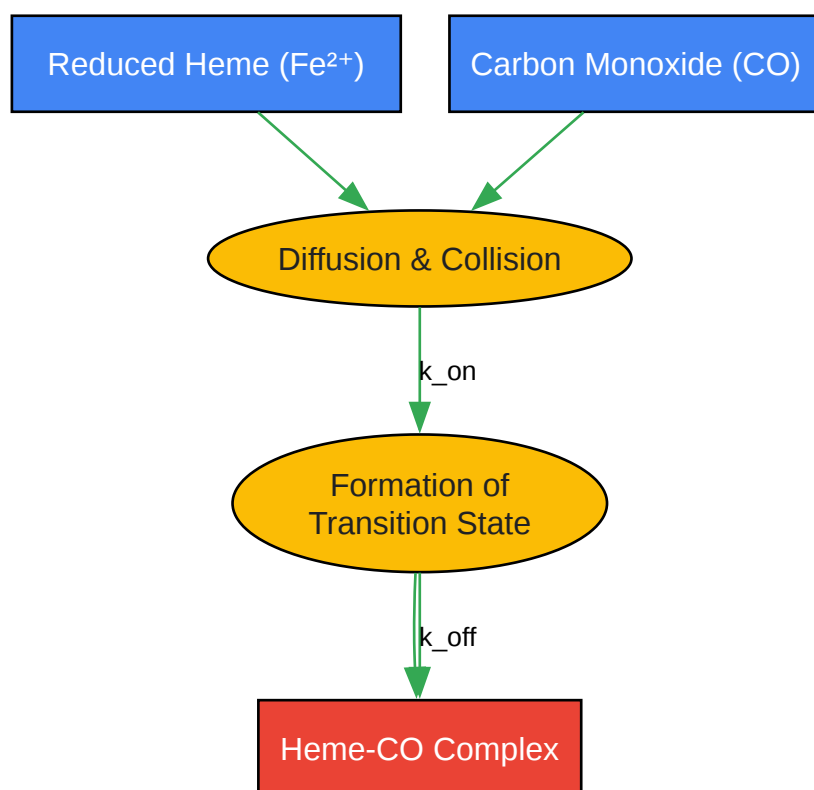 Reduced Heme (Fe²⁺)
Carbon Monoxide (CO)
Diffusion & Collision
k_on
Formation of
Transition State
k_off
Heme-CO Complex